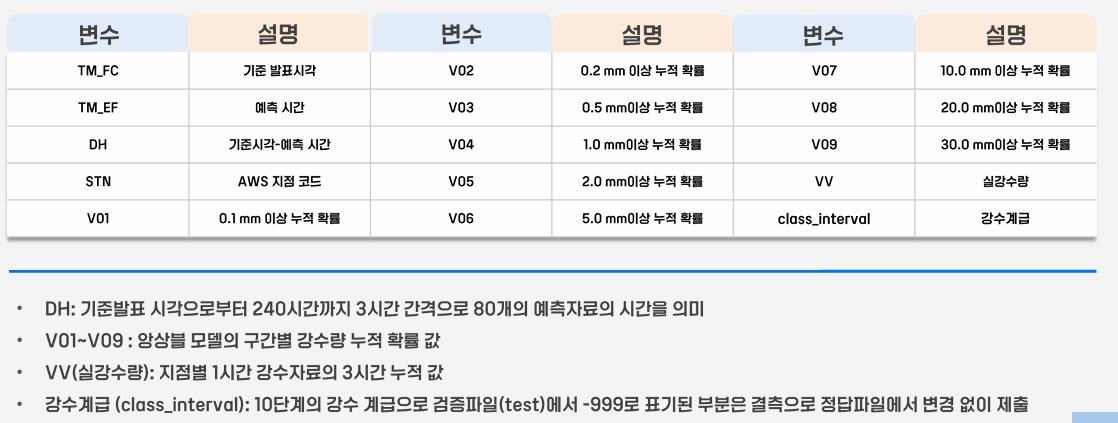 변수 설명 변수 설명 변수 설명
TM_FC 기준 발표시각 V02 0.2 mm 이상 누적 확률 V07 10.0 mm 이상 누적 확률
TM_EF 예측 시간 V03 0.5 mm이상 누적 확률 V08 20.0 mm이상 누적 확률
DH 기준시각-예측 시간 V04 1.0 mm이상 누적 확률 V09 30.0 mm이상 누적 확률
STN AWS 지점 코드 V05 2.0 mm이상 누적 확률 VV 실강수량
V01 0.1 mm 이상 누적 확률 V06 5.0 mm이상 누적 확률 class_interval 강수계급
• DH: 기준발표 시각으로부터 240시간까지 3시간 간격으로 80개의 예측자료의 시간을 의미
• V01~V09 : 앙상블 모델의 구간별 강수량 누적 확률 값
• VV(실강수량): 지점별 1시간 강수자료의 3시간 누적 값
• 강수계급 (class_interval): 10단계의 강수 계급으로 검증파일(test)에서 -999로 표기된 부분은 결측으로 정답파일에서 변경 없이 제출